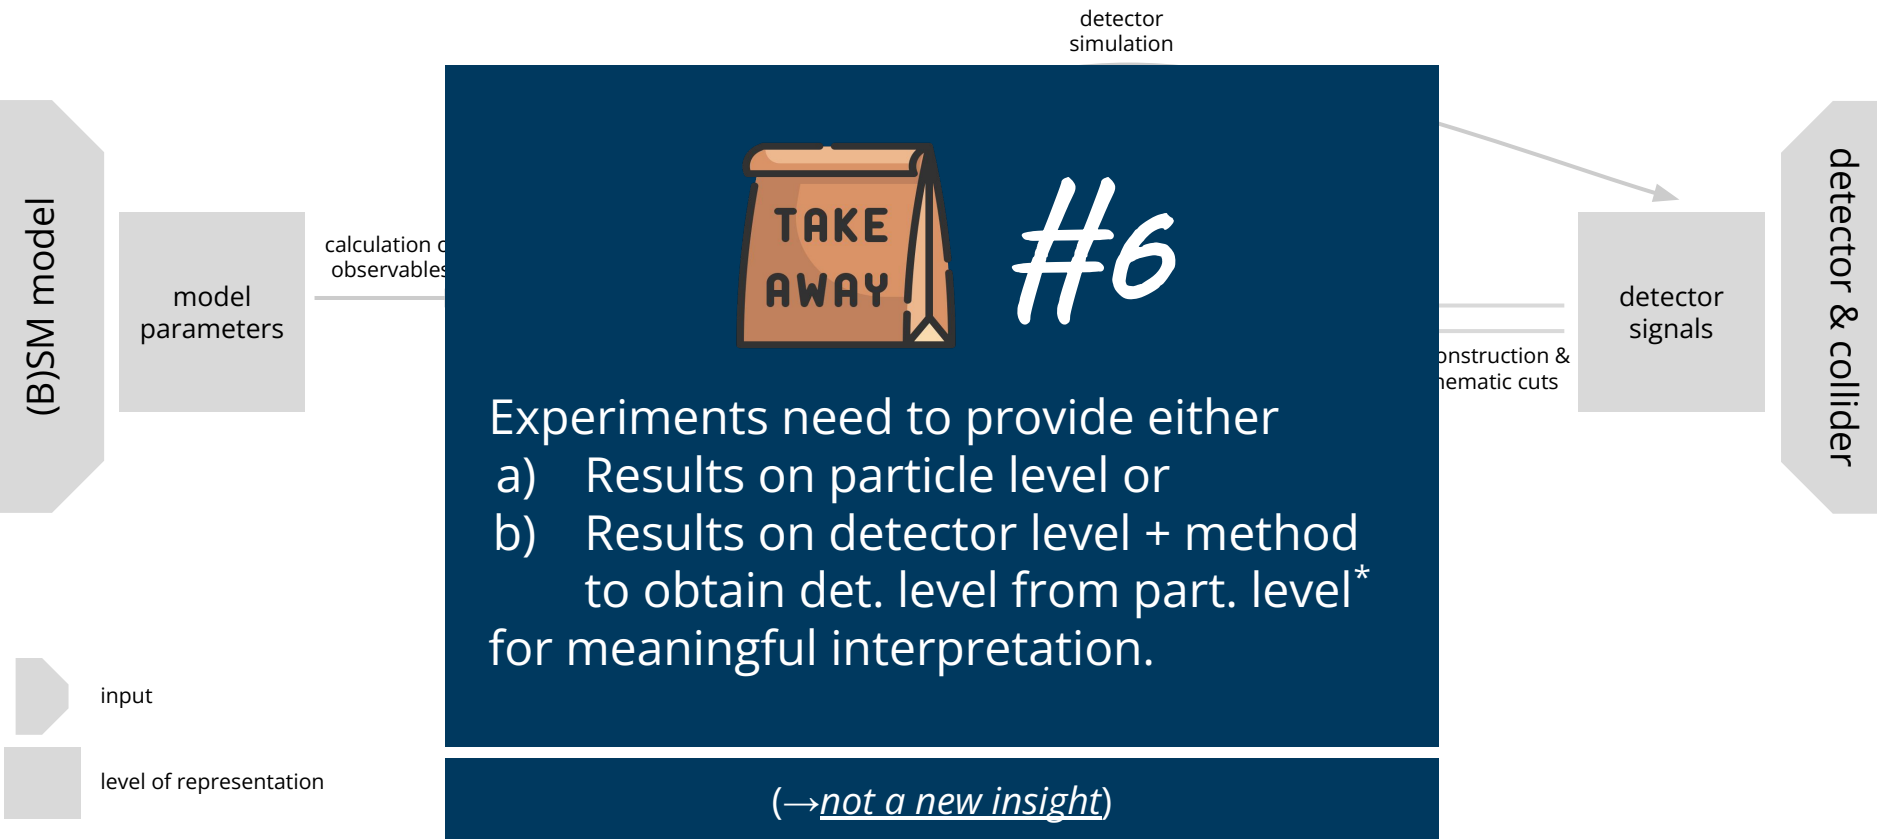 detector
simulation
(B)SM model
model
parameters
calculation
observables
TAKE
AWAY
#6
Experiments need to provide either
a) Results on particle level or
b) Results on detector level + method
to obtain det. level from part. level*
for meaningful interpretation.
(→not a new insight)
&
cuts
detector
signals
detector & collider
input
level of representation